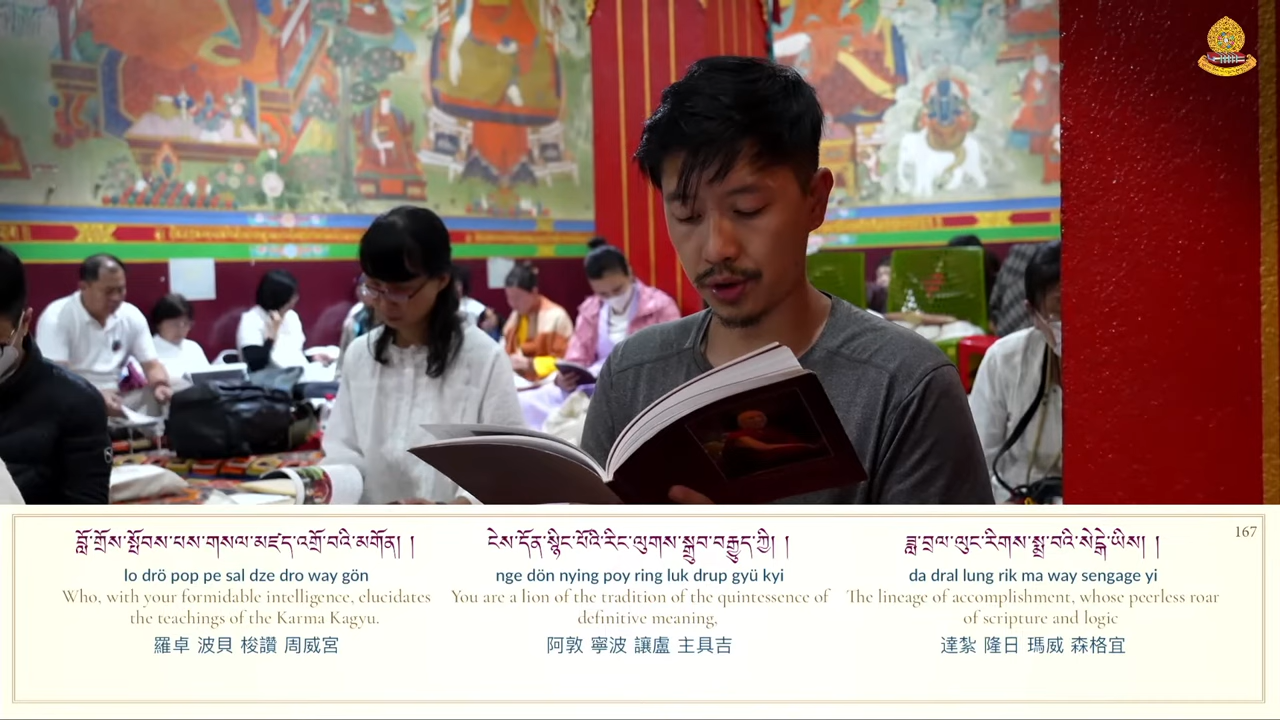 167
བློ་གྲོས་སྤོབས་པས་གསལ་མཛད་འགྲོ་བའི་མགོན། །
lo drö pop pe sal dze dro way gön
Who, with your formidable intelligence, elucidates
the teachings of the Karma Kagyu.
羅卓 波貝 梭讚 周威宮
ངེས་དོན་སྙིང་པོའི་རིང་ལུགས་སྒྲུབ་བརྒྱུད་ཀྱི། །
nge dön nying poy ring luk drup gyü kyi
You are a lion of the tradition of the quintessence of
definitive meaning,
阿敦 寧波 讓盧 主具吉
ཟླ་བྲལ་ལུང་རིགས་སྨྲ་བའི་སེངྒེ་ཡིས། །
da dral lung rik ma way sengage yi
The lineage of accomplishment, whose peerless roar
of scripture and logic
達紮 隆日 瑪威 森格宜